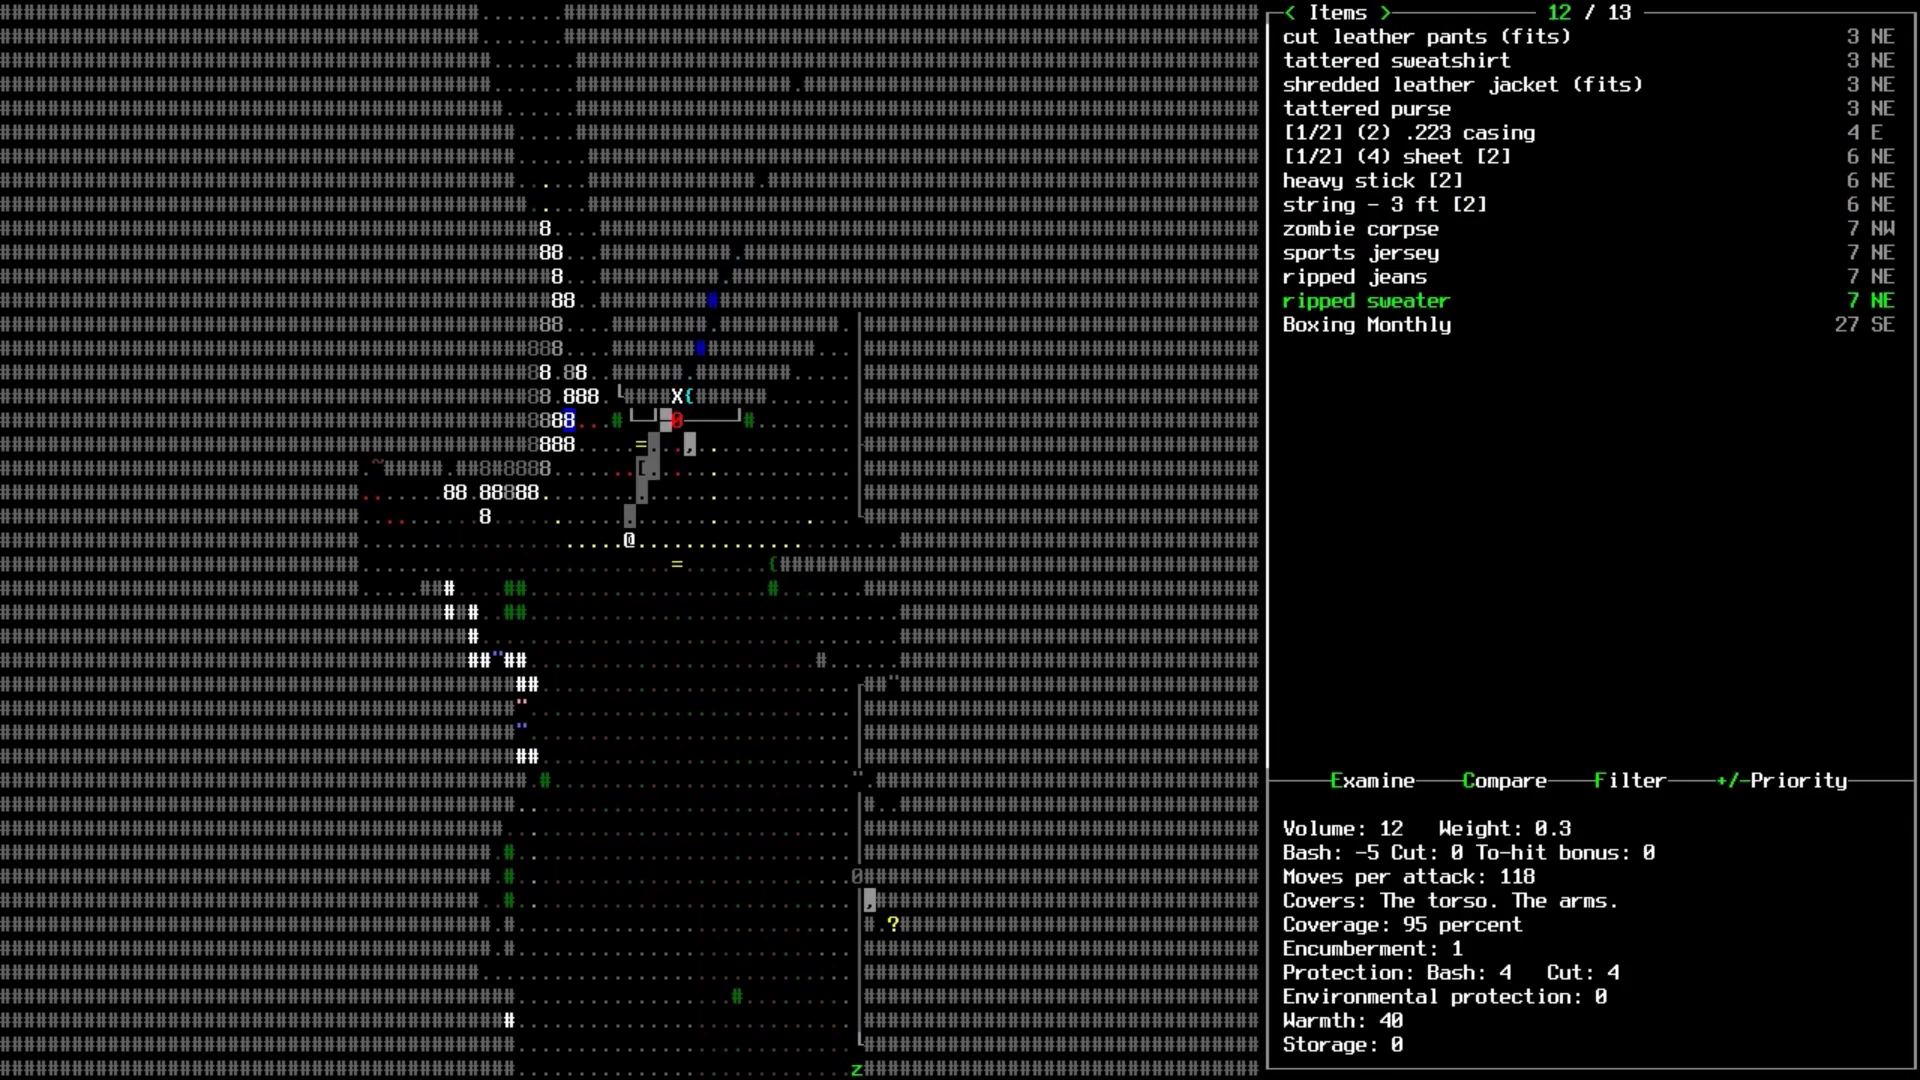 < Items > 12 / 13
cut leather pants (fits) 3 NE
tattered sweatshirt 3 NE
shredded leather jacket (fits) 3 NE
tattered purse 3 NE
[1/2] (2) .223 casing 4 E
[1/2] (4) sheet [2] 6 NE
heavy stick [2] 6 NE
string - 3 ft [2] 6 NE
zombie corpse 7 NW
sports jersey 7 NE
ripped jeans 7 NE
ripped sweater 7 NE
Boxing Monthly 27 SE
Examine Compare Filter +/-Priority
Volume: 12 Weight: 0.3
Bash: -5 Cut: 0 To-hit bonus: 0
Moves per attack: 118
Covers: The torso. The arms.
Coverage: 95 percent
Encumberment: 1
Protection: Bash: 4 Cut: 4
Environmental protection: 0
Warmth: 40
Storage: 0